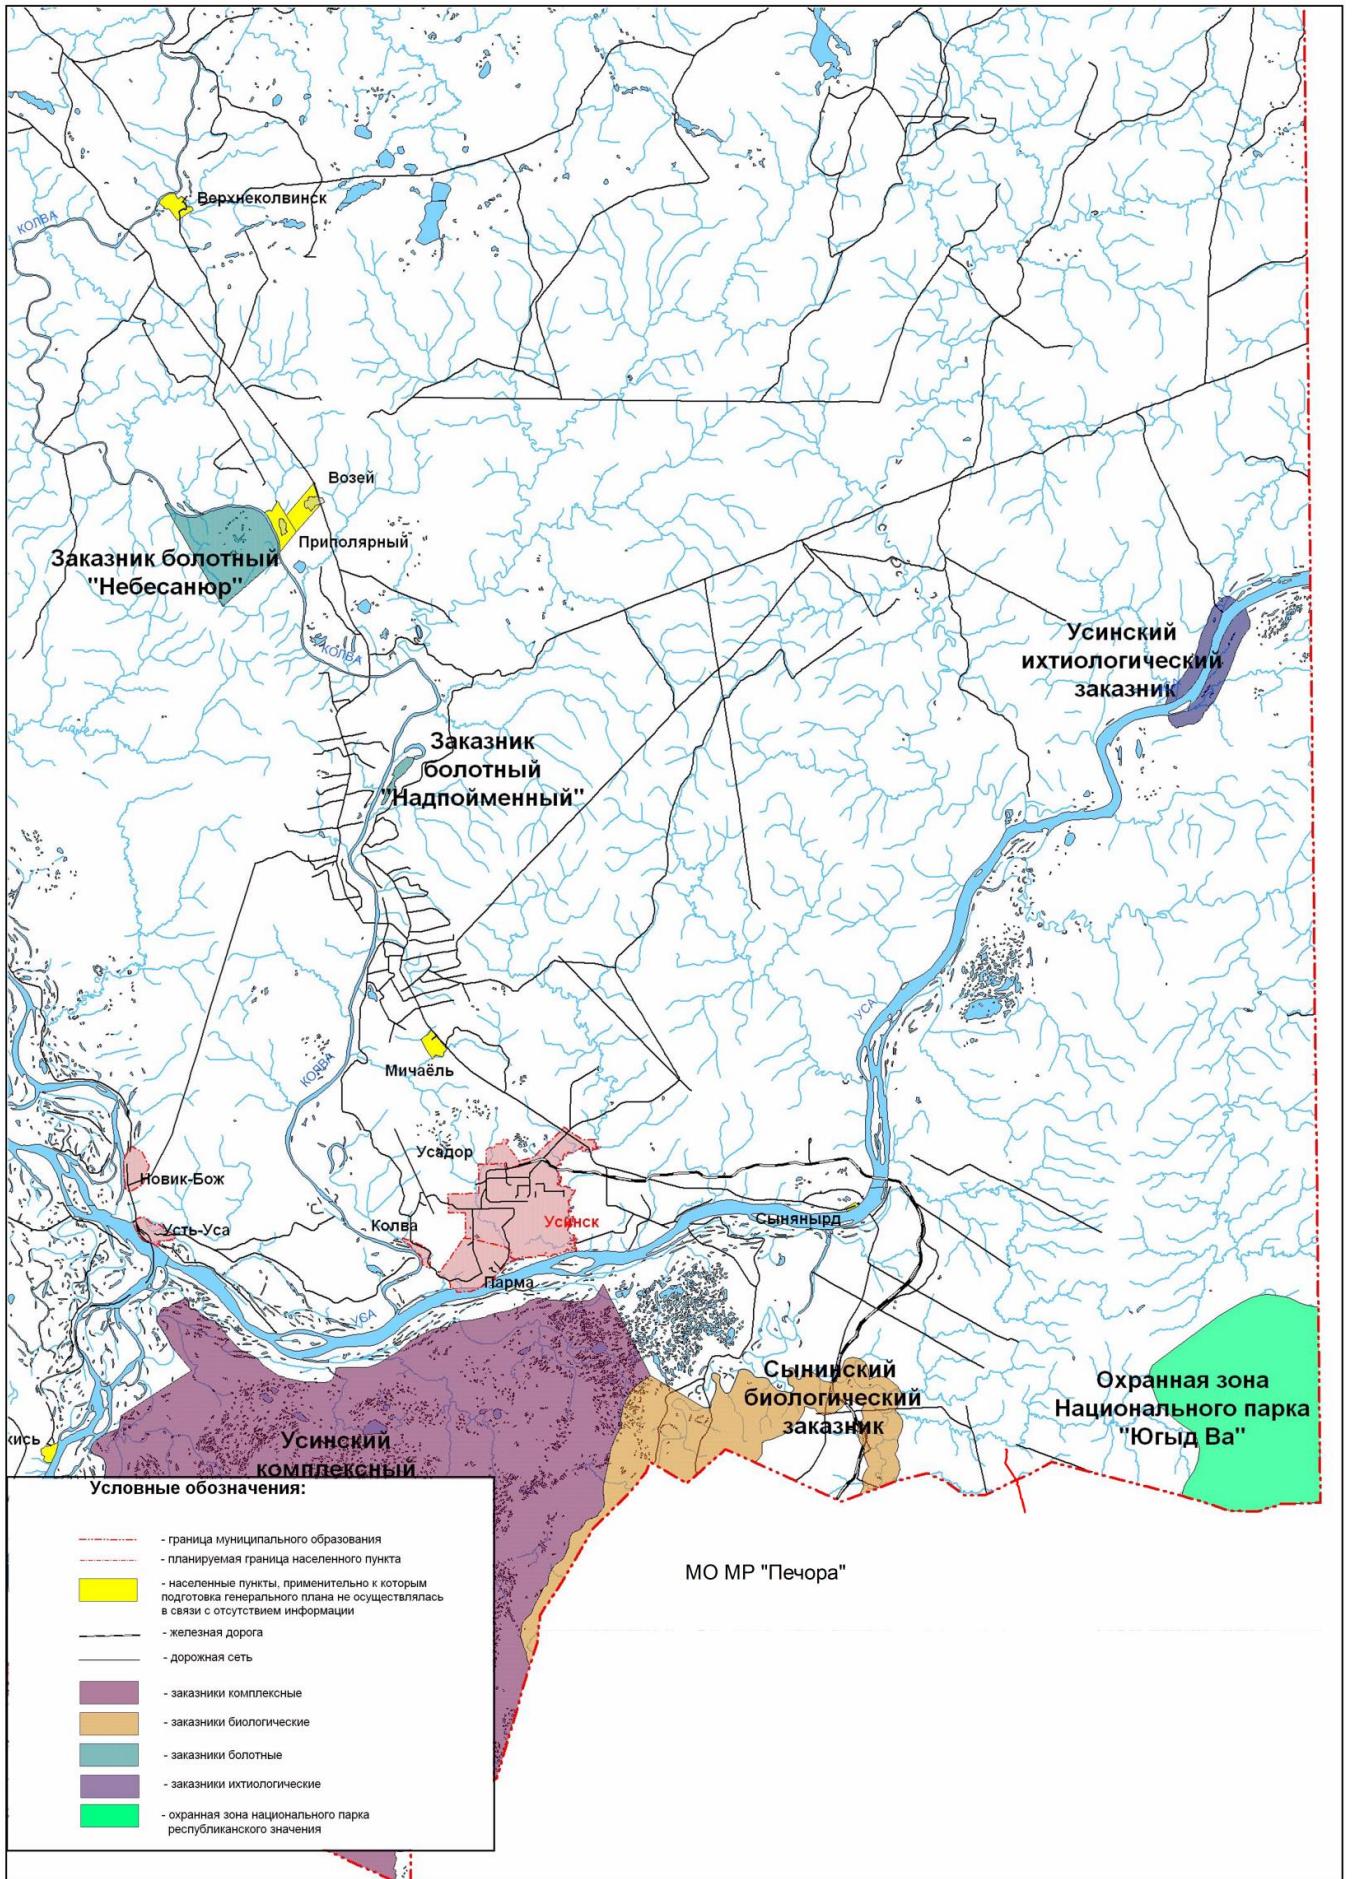 Верхнеколвинск
КОЛВА
Возей
Приполярный
Заказник болотный
"Небесанюр"
КОЛВА
Усинский
ихтиологический
заказник
Заказник
болотный
"Надпойменный"
УСА
КОЛВА
Мичаёль
Усадор
Новик-Бож
Усть-Уса
Колва
Усинск
Сынянырд
Парма
УСА
Сынинский
биологический
заказник
Охранная зона
Национального парка
"Югыд Ва"
кись
Усинский
комплексный
МО МР "Печора"
Условные обозначения:
- граница муниципального образования
- планируемая граница населенного пункта
- населенные пункты, применительно к которым
подготовка генерального плана не осуществлялась
в связи с отсутствием информации
- железная дорога
- дорожная сеть
- заказники комплексные
- заказники биологические
- заказники болотные
- заказники ихтиологические
- охранная зона национального парка
республиканского значения